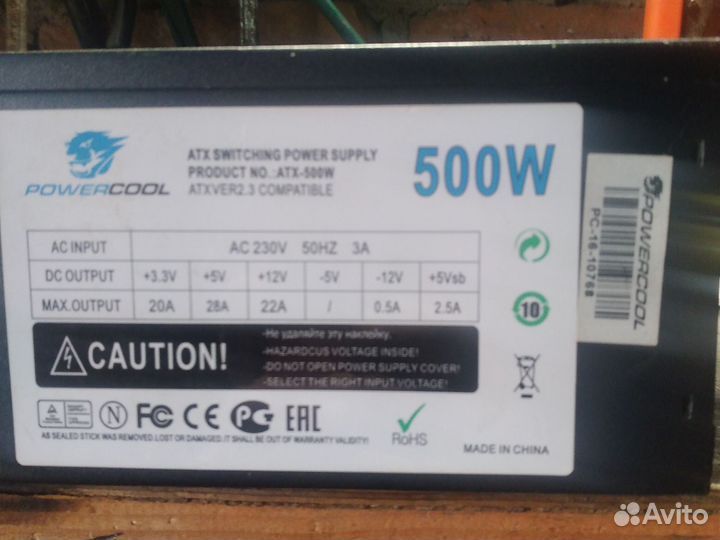 POWERCOOL
ATX SWITCHING POWER SUPPLY
PRODUCT NO.:ATX-500W
ATXVER2.3 COMPATIBLE
500W
AC INPUT AC 230V 50HZ 3A
DC OUTPUT +3.3V +5V +12V -5V -12V +5Vsb
MAX.OUTPUT 20A 28A 22A / 0.5A 2.5A
10
CAUTION!
-Не удаляйте эту наклейку.
-HAZARDCUS VOLTAGE INSIDE!
-DO NOT OPEN POWER SUPPLY COVER!
-SELECT THE RIGHT INPUT VOLTAGE!
N FC CE PG EAC
RoHS
AS SEALED STICK WAS REMOVED.LOST OR DAMAGED.IT SHALL BE OUT OF WARRANTY VALIDITY!
MADE IN CHINA
POWERCOOL
PC-16-10768
Avito